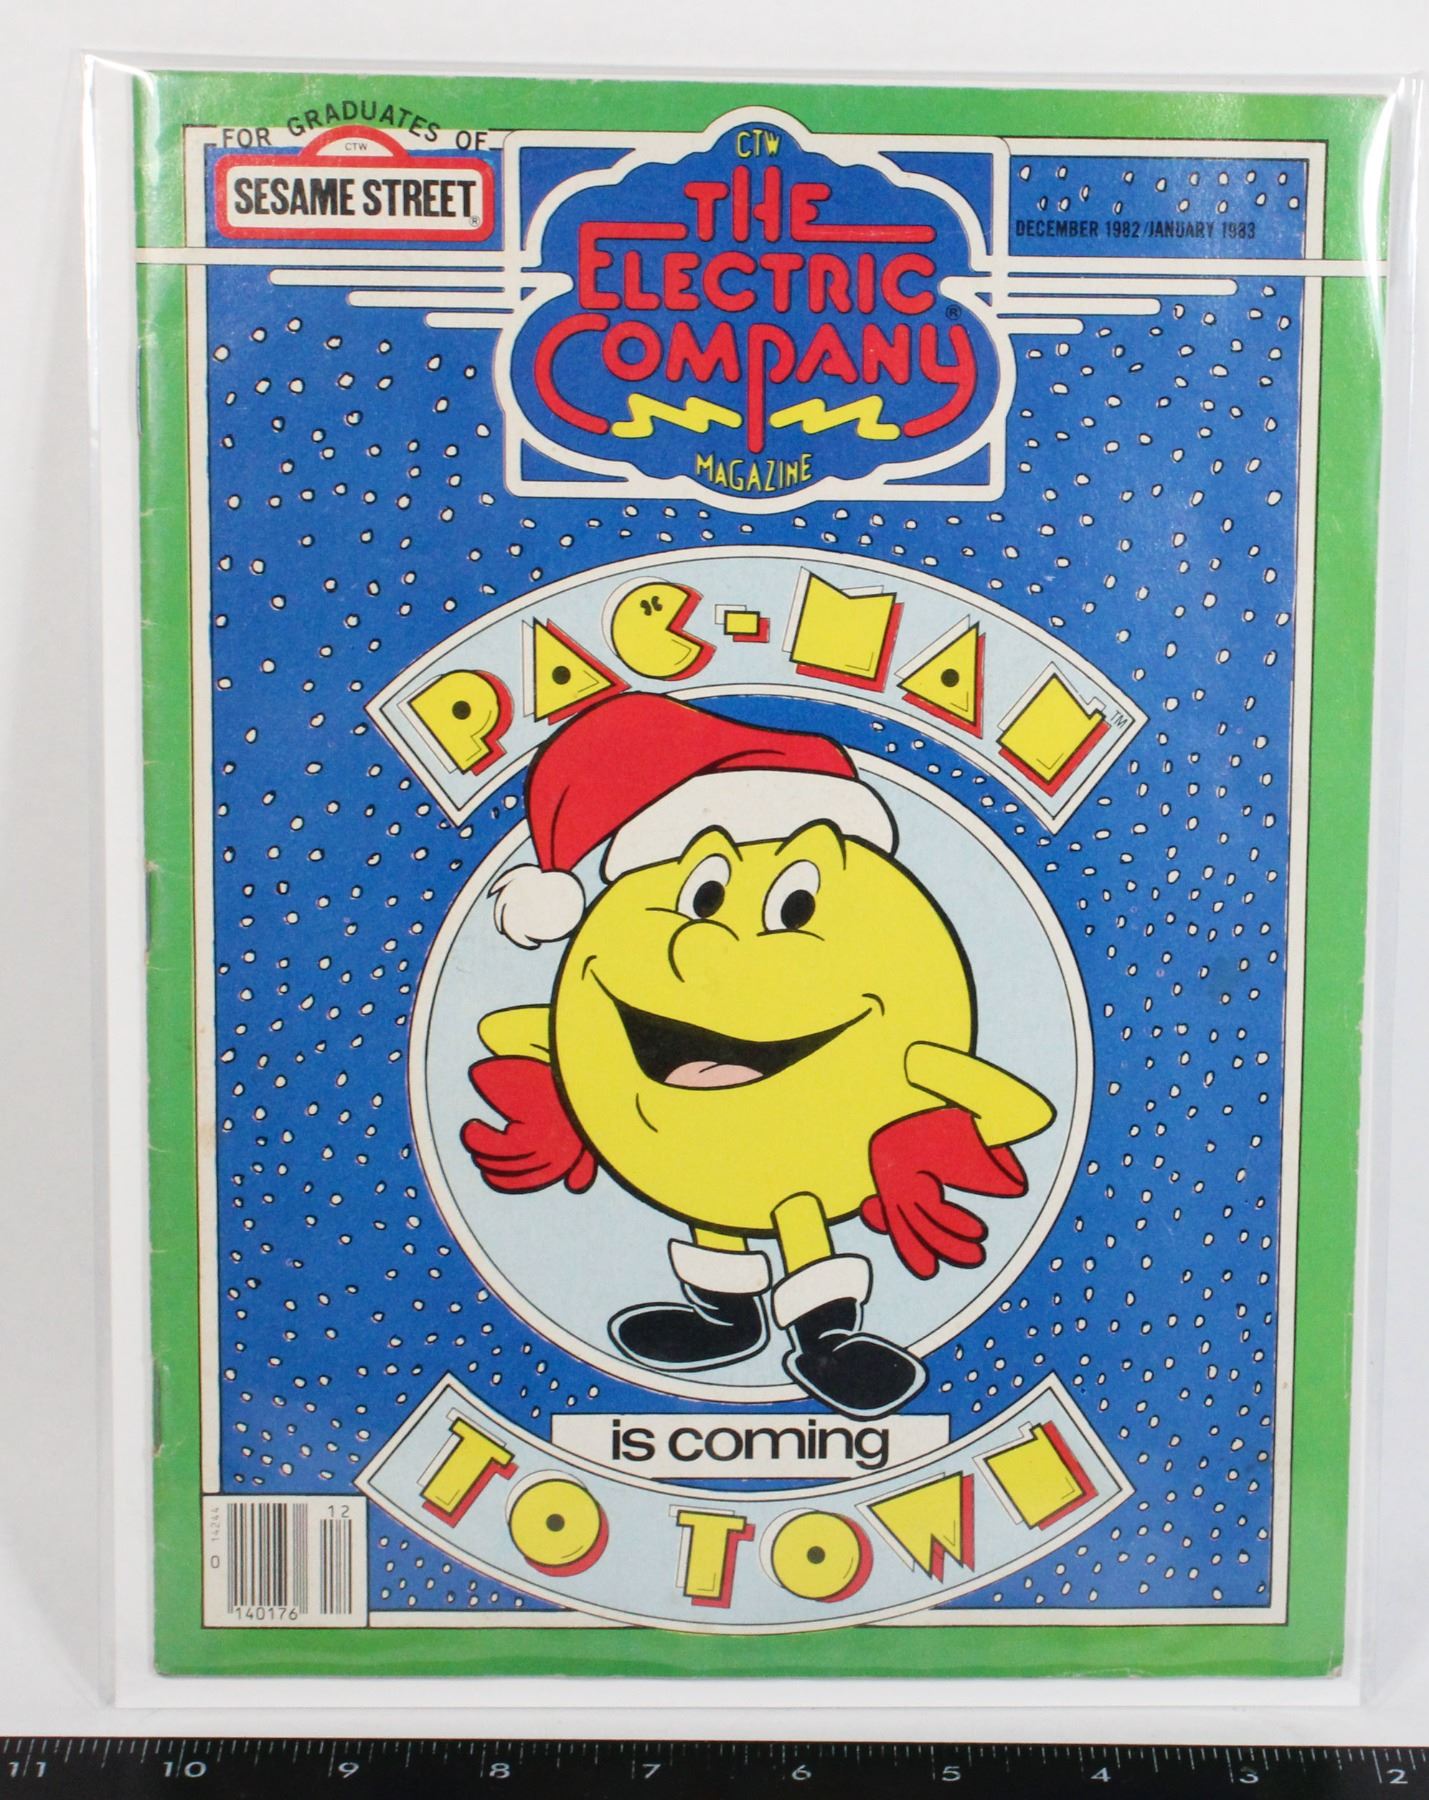 FOR GRADUATES OF
CTW
SESAME STREET®
CTW
THE
ELECTRIC
COMPANY®
MAGAZINE
DECEMBER 1982/JANUARY 1983
PAC-MAN™
is coming
TO TOWN
12
0 14244
140176
11 10 9 8 7 6 5 4 3 2